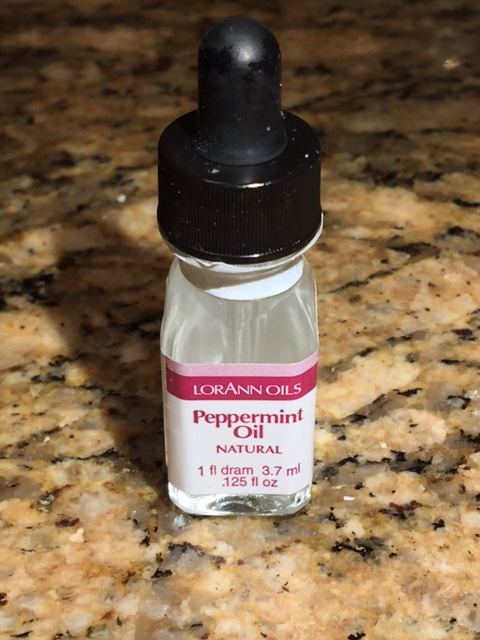 LORANN OILS
Peppermint
Oil
NATURAL
1 fl dram 3.7 ml
.125 fl oz